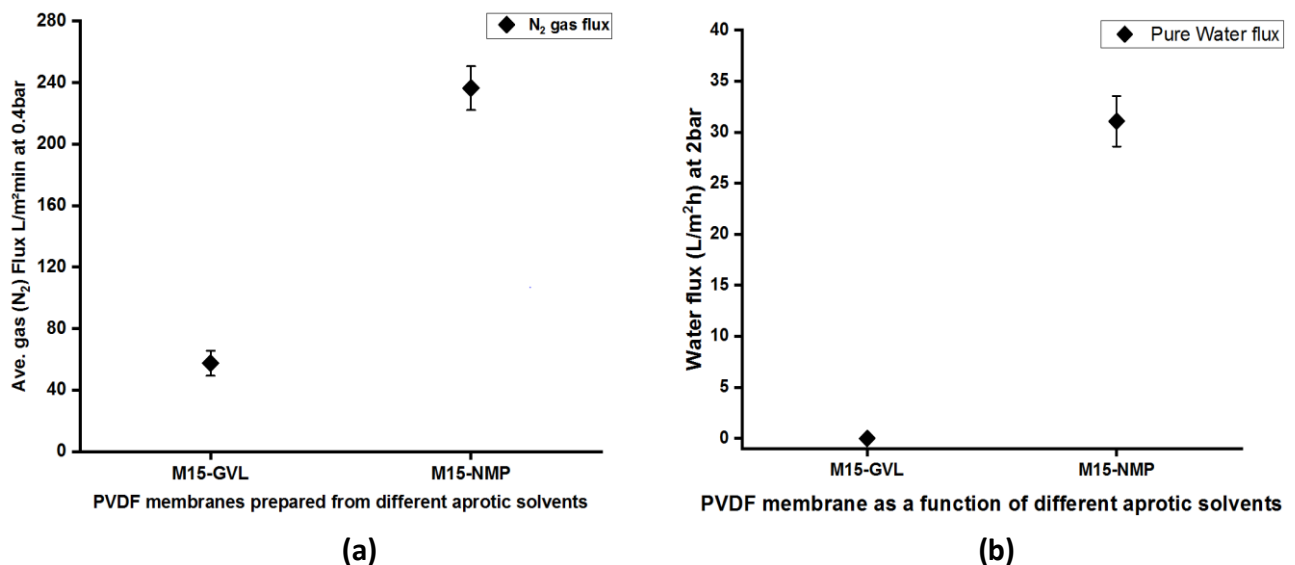 N₂ gas flux
Ave. gas (N₂) Flux L/m²min at 0.4bar
280
240
200
160
120
80
40
0
M15-GVL
M15-NMP
PVDF membranes prepared from different aprotic solvents
(a)
Pure Water flux
Water flux (L/m²h) at 2bar
40
35
30
25
20
15
10
5
0
M15-GVL
M15-NMP
PVDF membrane as a function of different aprotic solvents
(b)